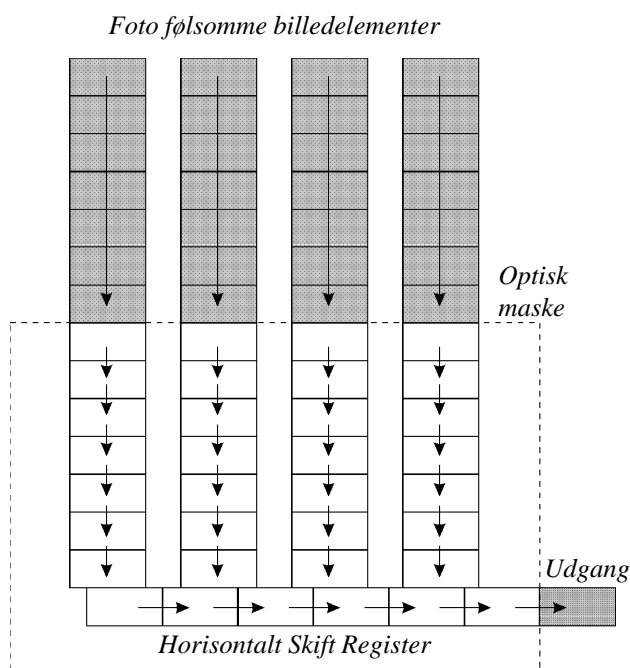 Foto følsomme billedelementer
Optisk
maske
Udgang
Horisontalt Skift Register